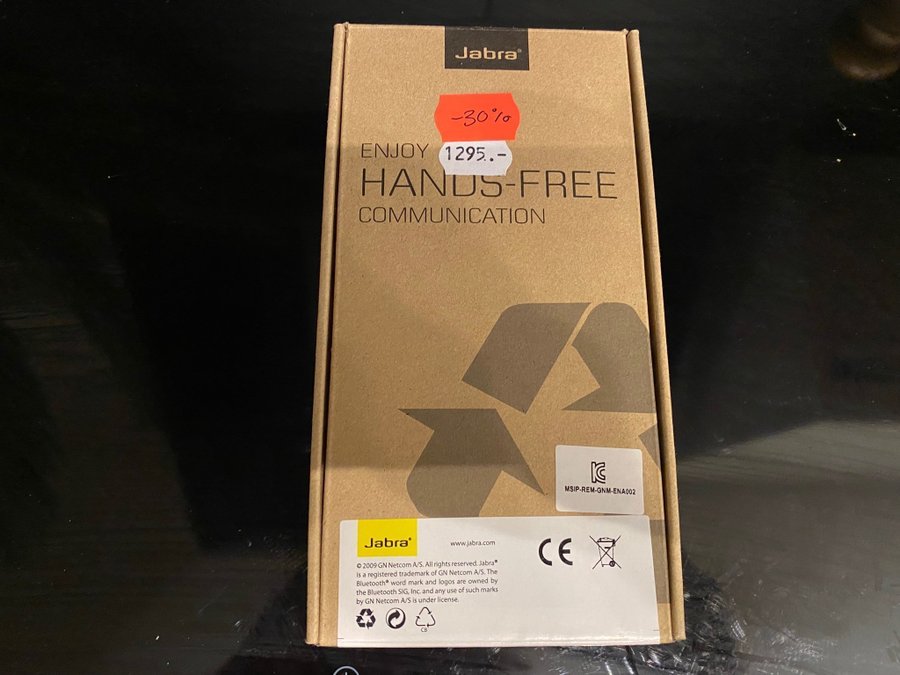 Jabra®
-30%
ENJOY 1295.-
HANDS-FREE
COMMUNICATION
MSIP-REM-GNM-ENA002
Jabra®
www.jabra.com
CE
© 2009 GN Netcom A/S. All rights reserved. Jabra®
is a registered trademark of GN Netcom A/S. The
Bluetooth® word mark and logos are owned by
the Bluetooth SIG, Inc. and any use of such marks
by GN Netcom A/S is under license.
CB